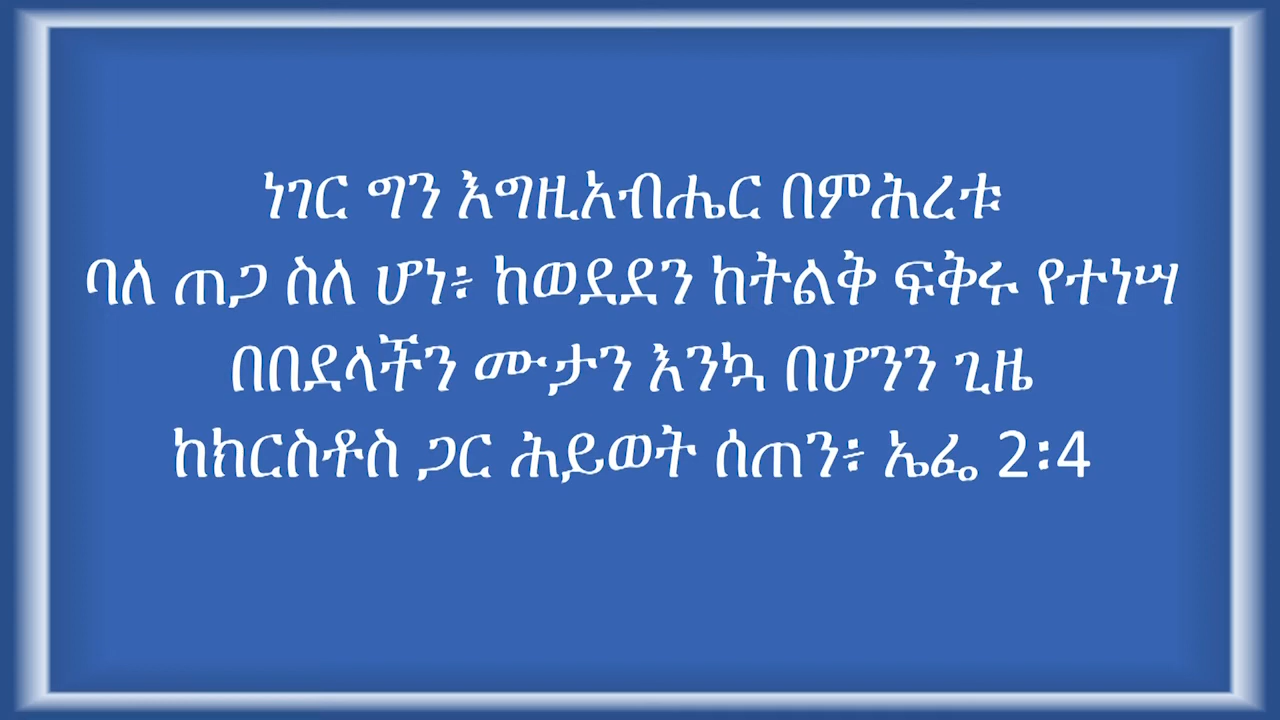 ነገር ግን እግዚአብሔር በምሕረቱ
ባለ ጠጋ ስለ ሆነ፥ ከወደደን ከትልቅ ፍቅሩ የተነሣ
በበደላችን ሙታን እንኳ በሆንን ጊዜ
ከክርስቶስ ጋር ሕይወት ሰጠን፥ ኤፌ 2፡4